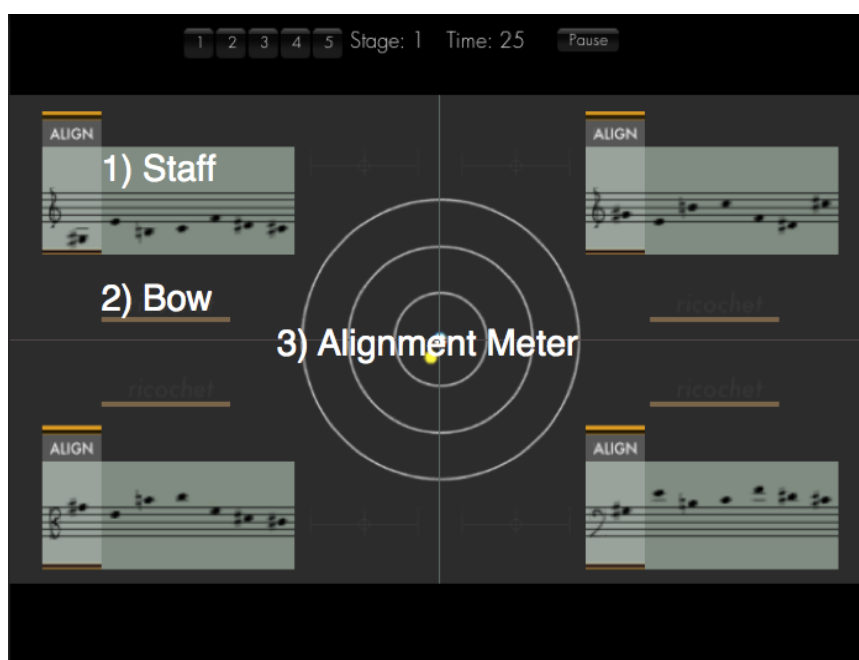 1 2 3 4 5 Stage: 1 Time: 25 Pause
ALIGN
ALIGN
1) Staff
2) Bow
ricochet
3) Alignment Meter
ricochet
ricochet
ALIGN
ALIGN